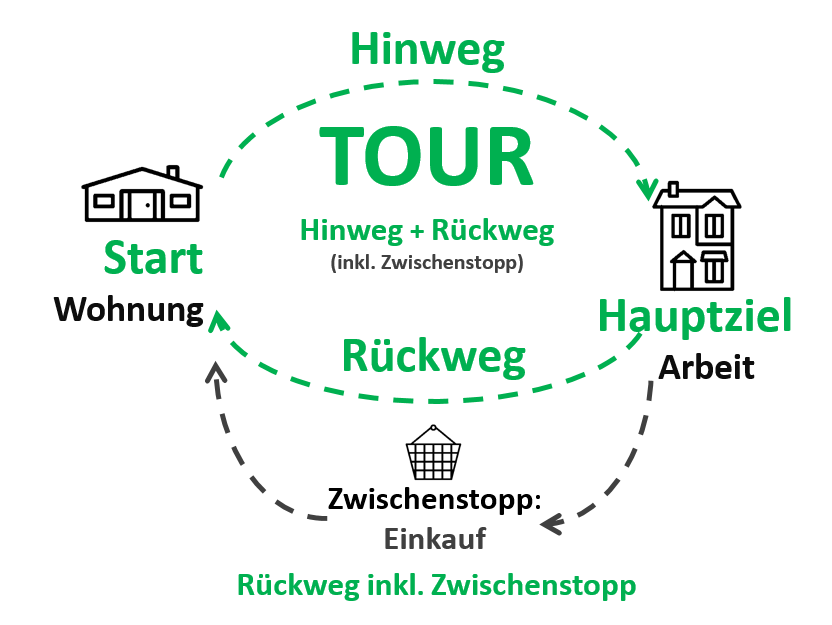 Hinweg
TOUR
Hinweg + Rückweg
(inkl. Zwischenstopp)
Start
Wohnung
Hauptziel
Arbeit
Rückweg
Zwischenstopp:
Einkauf
Rückweg inkl. Zwischenstopp